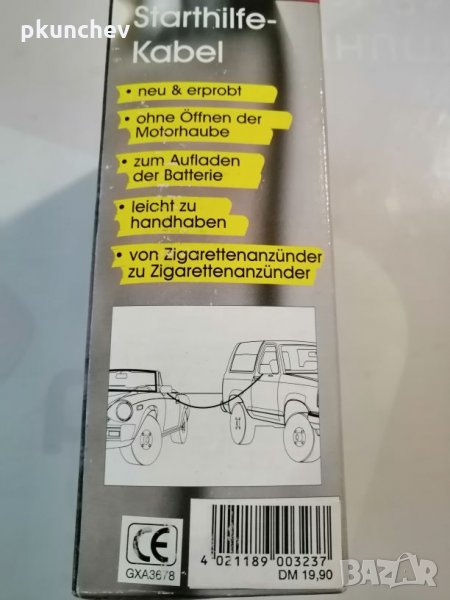 pkunchev
Starthilfe-
Kabel
• neu & erprobt
• ohne Öffnen der
Motorhaube
• zum Aufladen
der Batterie
• leicht zu
handhaben
• von Zigarettenanzünder
zu Zigarettenanzünder
CE
GXA3678
4 021189 003237
DM 19,90
BAZAR